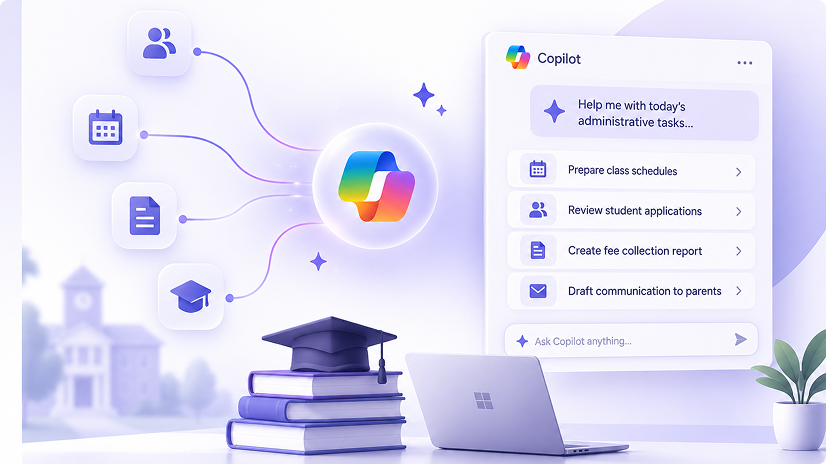 Copilot
Help me with today's
administrative tasks...
Prepare class schedules
Review student applications
Create fee collection report
Draft communication to parents
Ask Copilot anything...